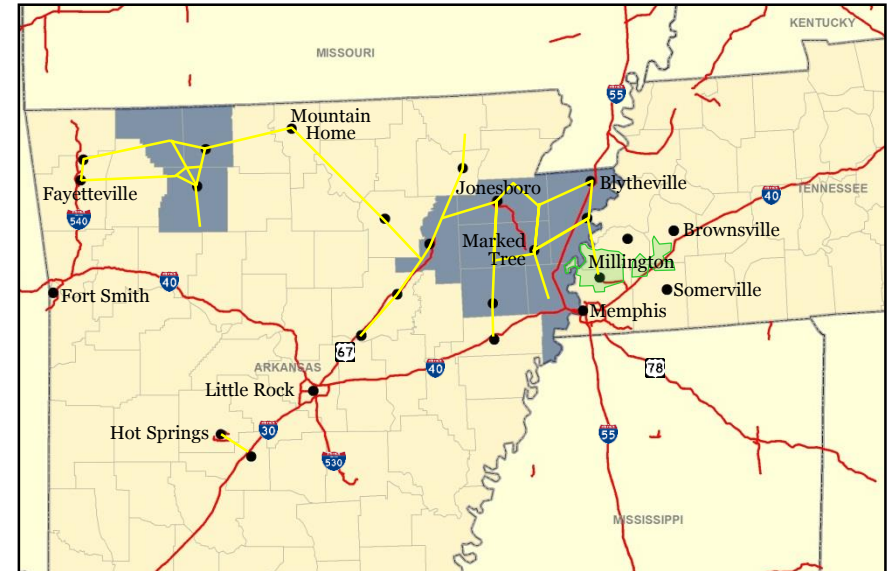 KENTUCKY
MISSOURI
55
Mountain
Home
Jonesboro
Blytheville
TENNESSEE
40
Fayetteville
540
Brownsville
Marked
Tree
Millington
40
Fort Smith
Somerville
Memphis
67
ARKANSAS
40
78
Little Rock
Hot Springs
30
55
530
MISSISSIPPI